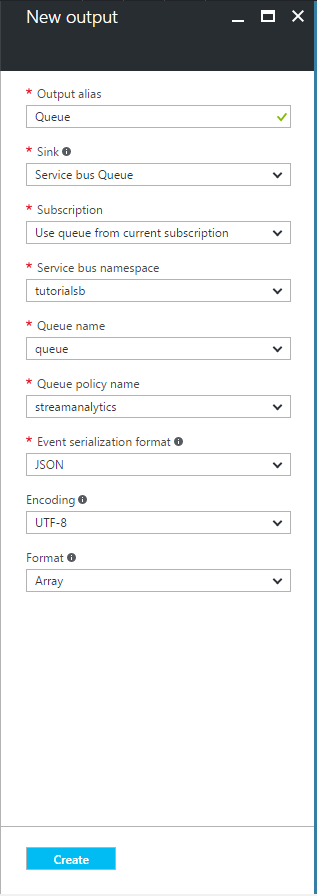 New output
* Output alias
Queue
* Sink
Service bus Queue
* Subscription
Use queue from current subscription
* Service bus namespace
tutorialsb
* Queue name
queue
* Queue policy name
streamanalytics
* Event serialization format
JSON
Encoding
UTF-8
Format
Array
Create